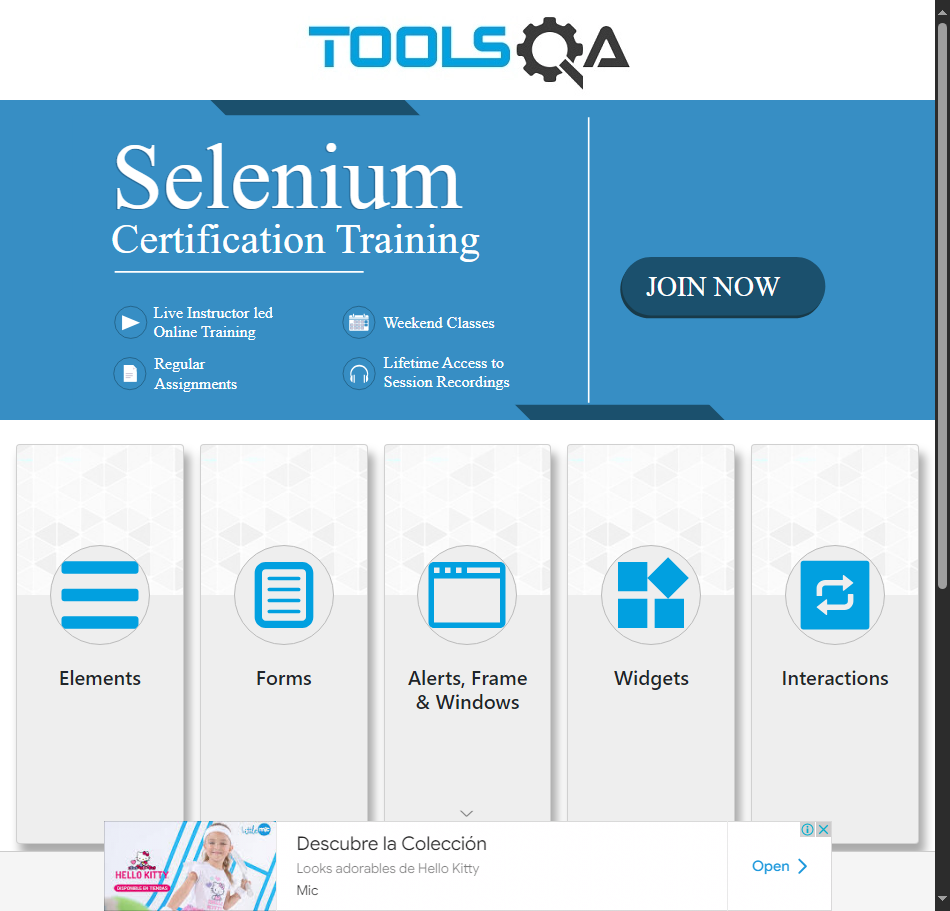 TOOLSQA
Selenium
Certification Training
JOIN NOW
Live Instructor led
Online Training
Weekend Classes
Regular
Assignments
Lifetime Access to
Session Recordings
Elements
Forms
Alerts, Frame
& Windows
Widgets
Interactions
HELLO KITTY
DISPONIBLE EN TIENDAS
Descubre la Colección
Looks adorables de Hello Kitty
Mic
Open